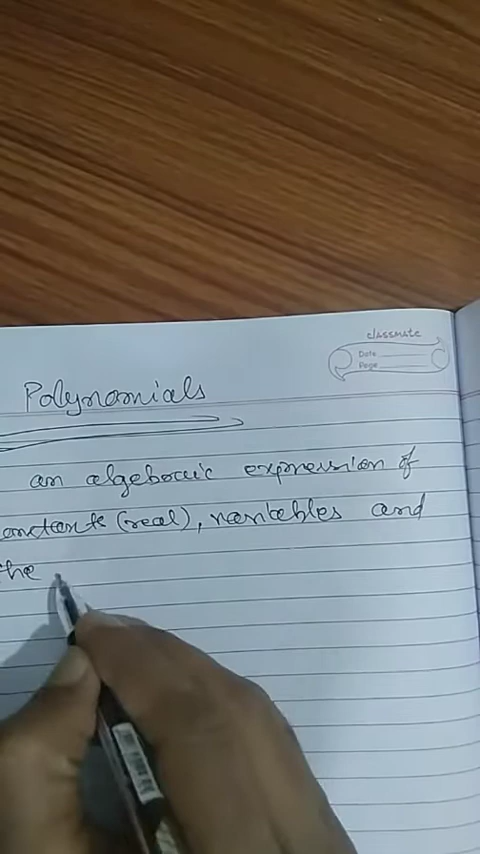 classmate
Date
Page
Polynomials
an algebraic expression of
onstants (real), variables and
the